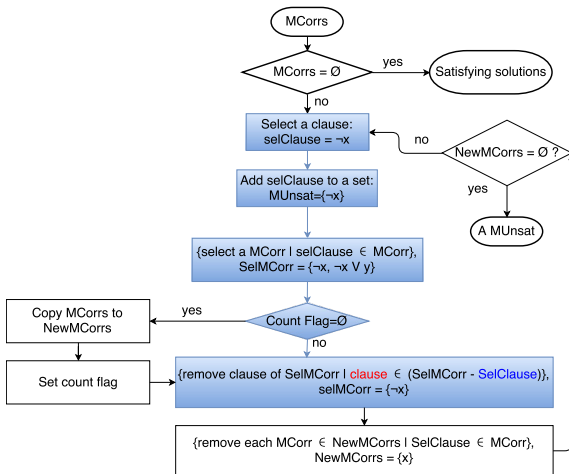 MCorrs
MCorrs = Ø
yes
Satisfying solutions
no
Select a clause:
selClause = ¬x
no
NewMCorrs = Ø ?
yes
A MUnsat
Add selClause to a set:
MUnsat={¬x}
{select a MCorr | selClause ∈ MCorr},
SelMCorr = {¬x, ¬x V y}
Count Flag=Ø
yes
no
Copy MCorrs to
NewMCorrs
Set count flag
{remove clause of SelMCorr | clause ∈ (SelMCorr - SelClause)},
selMCorr = {¬x}
{remove each MCorr ∈ NewMCorrs | SelClause ∈ MCorr},
NewMCorrs = {x}